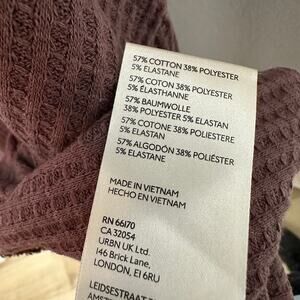 57% COTTON 38% POLYESTER
5% ELASTANE
57% COTON 38% POLYESTER
5% ÉLASTHANNE
57% BAUMWOLLE
38% POLYESTER 5% ELASTAN
57% COTONE 38% POLIESTERE
5% ELASTANE
57% ALGODÓN 38% POLIÉSTER
5% ELASTANE
MADE IN VIETNAM
HECHO EN VIETNAM
RN 66170
CA 32054
URBN UK Ltd.
146 Brick Lane,
LONDON, E1 6RU
LEIDSESTRAAT